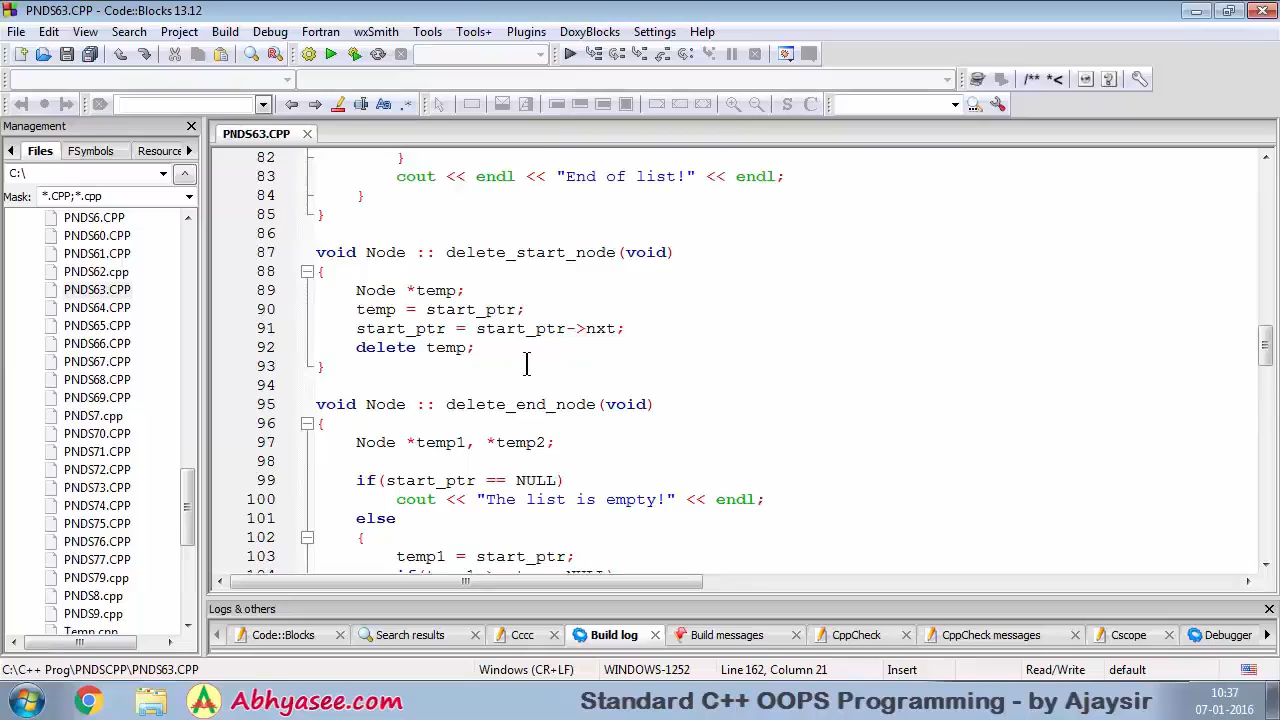 PNDS63.CPP - Code::Blocks 13.12
File Edit View Search Project Build Debug Fortran wxSmith Tools Tools+ Plugins DoxyBlocks Settings Help
/** *<
S C
Management
PNDS63.CPP
Files FSymbols Resource
C:\
Mask: *.CPP;*.cpp
PNDS6.CPP
PNDS60.CPP
PNDS61.CPP
PNDS62.cpp
PNDS63.CPP
PNDS64.CPP
PNDS65.CPP
PNDS66.CPP
PNDS67.CPP
PNDS68.CPP
PNDS69.CPP
PNDS7.cpp
PNDS70.CPP
PNDS71.CPP
PNDS72.CPP
PNDS73.CPP
PNDS74.CPP
PNDS75.CPP
PNDS76.CPP
PNDS77.CPP
PNDS79.cpp
PNDS8.cpp
PNDS9.cpp
Temp.cpp
82 }
83 cout << endl << "End of list!" << endl;
84 }
85 }
86
87 void Node :: delete_start_node(void)
88 {
89 Node *temp;
90 temp = start_ptr;
91 start_ptr = start_ptr->nxt;
92 delete temp;
93 }
94
95 void Node :: delete_end_node(void)
96 {
97 Node *temp1, *temp2;
98
99 if(start_ptr == NULL)
100 cout << "The list is empty!" << endl;
101 else
102 {
103 temp1 = start_ptr;
Logs & others
Code::Blocks Search results Cccc Build log Build messages CppCheck CppCheck messages Cscope Debugger
C:\C++ Prog\PNDSCPP\PNDS63.CPP Windows (CR+LF) WINDOWS-1252 Line 162, Column 21 Insert Read/Write default
Abhyasee.com Standard C++ OOPS Programming - by Ajaysir
10:37
07-01-2016